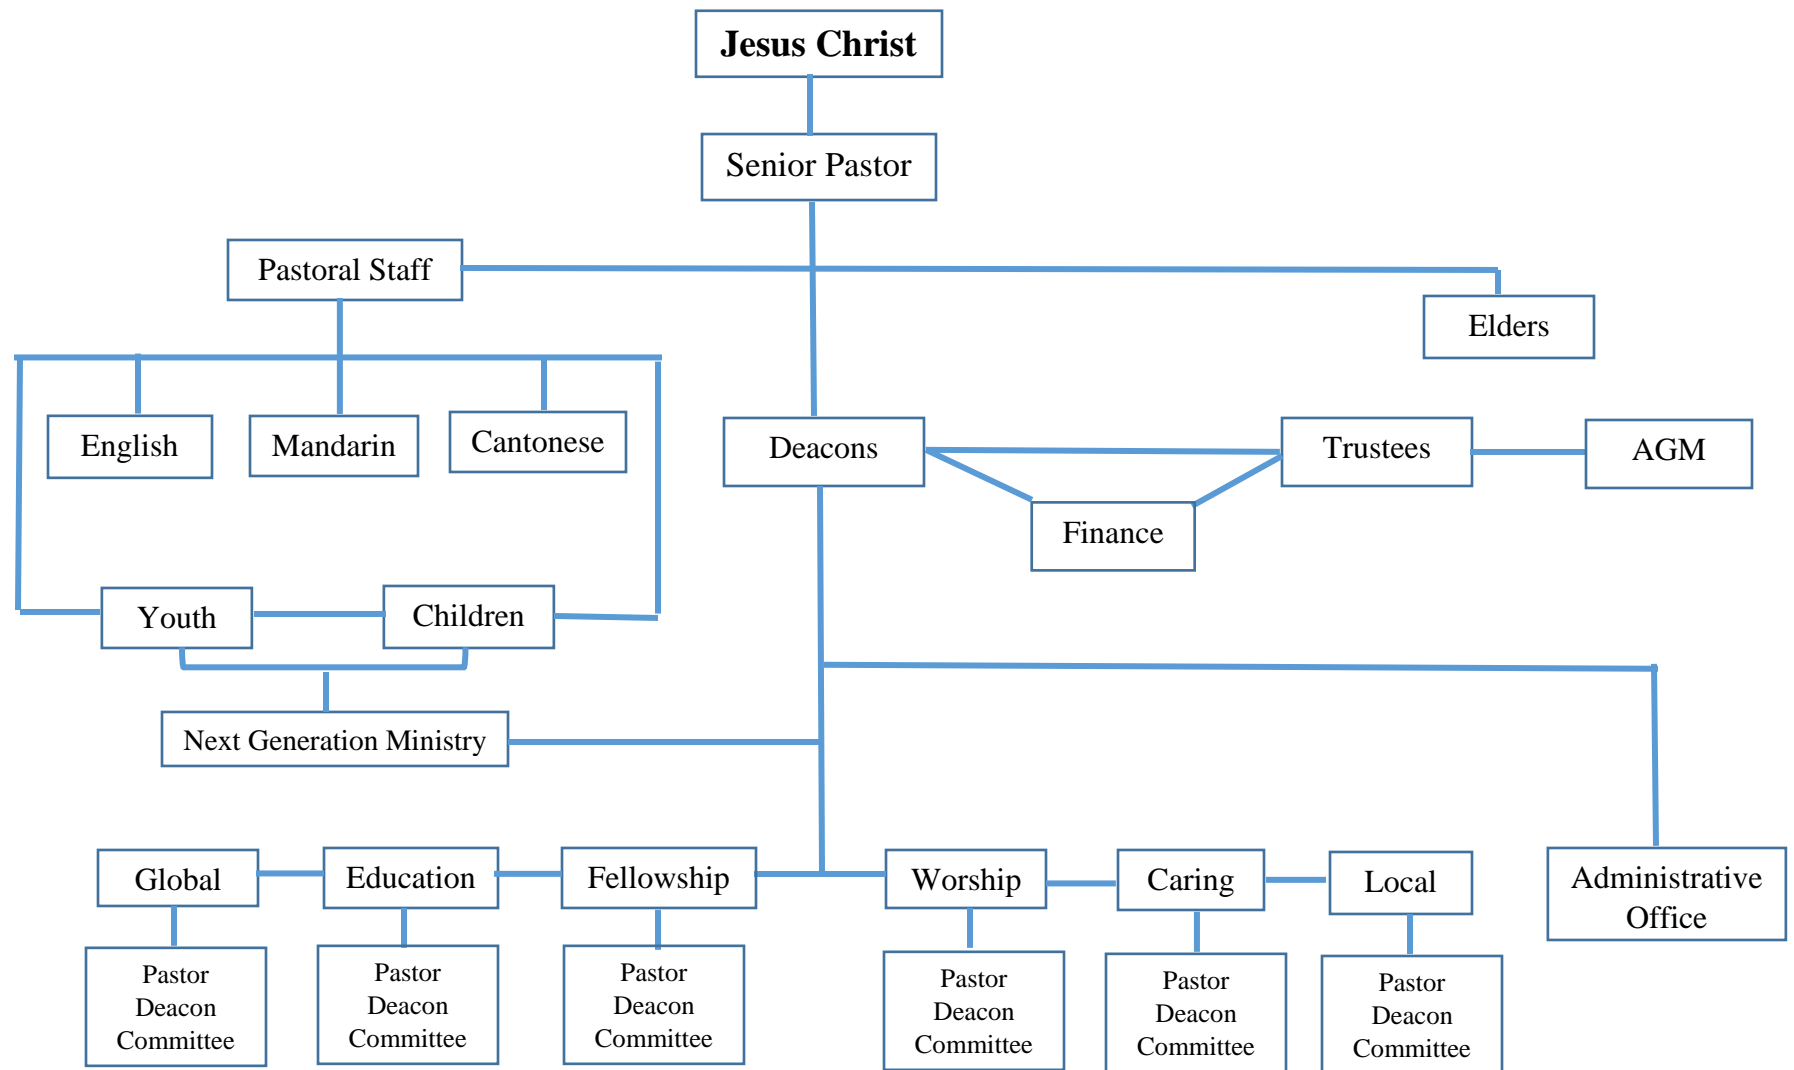 Jesus Christ
Senior Pastor
Pastoral Staff
Elders
English
Mandarin
Cantonese
Deacons
Trustees
AGM
Finance
Youth
Children
Next Generation Ministry
Global
Education
Fellowship
Worship
Caring
Local
Administrative
Office
Pastor
Deacon
Committee
Pastor
Deacon
Committee
Pastor
Deacon
Committee
Pastor
Deacon
Committee
Pastor
Deacon
Committee
Pastor
Deacon
Committee